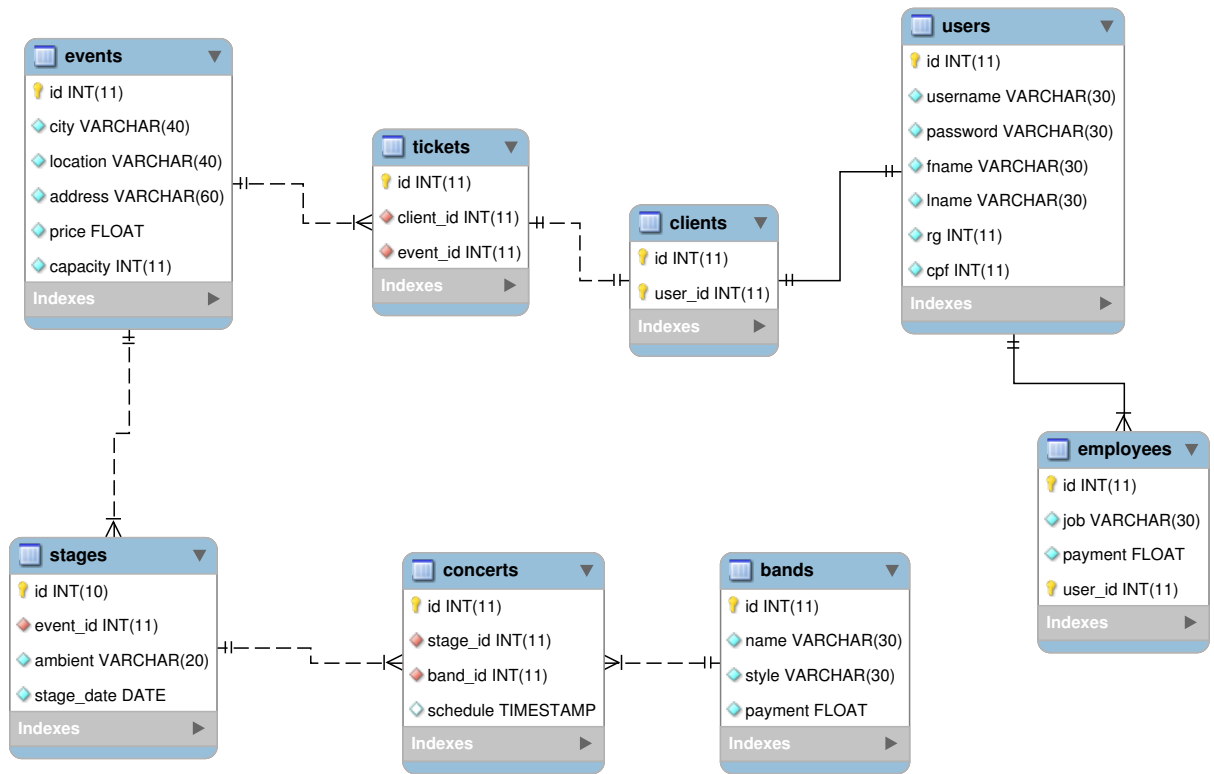 events
id INT(11)
city VARCHAR(40)
location VARCHAR(40)
address VARCHAR(60)
price FLOAT
capacity INT(11)
Indexes
tickets
id INT(11)
client_id INT(11)
event_id INT(11)
Indexes
clients
id INT(11)
user_id INT(11)
Indexes
users
id INT(11)
username VARCHAR(30)
password VARCHAR(30)
fname VARCHAR(30)
lname VARCHAR(30)
rg INT(11)
cpf INT(11)
Indexes
employees
id INT(11)
job VARCHAR(30)
payment FLOAT
user_id INT(11)
Indexes
stages
id INT(10)
event_id INT(11)
ambient VARCHAR(20)
stage_date DATE
Indexes
concerts
id INT(11)
stage_id INT(11)
band_id INT(11)
schedule TIMESTAMP
Indexes
bands
id INT(11)
name VARCHAR(30)
style VARCHAR(30)
payment FLOAT
Indexes